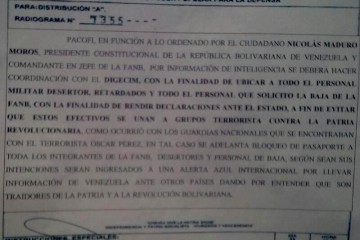 PARA: DISTRIBUCIÓN "A".
RADIOGRAMA N° 7355---
PACOFI, EN FUNCIÓN A LO ORDENADO POR EL CIUDADANO NICOLÁS MADURO
MOROS, PRESIDENTE CONSTITUCIONAL DE LA REPÚBLICA BOLIVARIANA DE VENEZUELA Y
COMANDANTE EN JEFE DE LA FANB, POR INFORMACIÓN DE INTELIGENCIA SE DEBERA HACER
COORDINACIÓN CON EL DIGECIM, CON LA FINALIDAD DE UBICAR A TODO EL PERSONAL
MILITAR DESERTOR, RETARDADOS Y TODO EL PERSONAL QUE SOLICITO LA BAJA DE LA
FANB, CON LA FINALIDAD DE RENDIR DECLARACIONES ANTE EL ESTADO, A FIN DE EVITAR
QUE ESTOS EFECTIVOS SE UNAN A GRUPOS TERRORISTA CONTRA LA PATRIA
REVOLUCIONARIA, COMO OCURRIÓ CON LOS GUARDIAS NACIONALES QUE SE ENCONTRABAN
CON EL TERRORISTA ÓSCAR PÉREZ, EN TAL CASO SE ADELANTA BLOQUEO DE PASAPORTE A
TODO LOS INTEGRANTES DE LA FANB, DESERTORES Y PERSONAL DE BAJA, SEGÚN SEAN SUS
INTENCIONES SERÁN INGRESADOS A UNA ALERTA AZUL INTERNACIONAL, POR LLEVAR
INFORMACIÓN DE VENEZUELA ANTE OTROS PAÍSES DANDO POR ENTENDER QUE SON
TRAIDORES DE LA PATRIA Y A LA REVOLUCIÓN BOLIVARIANA.
INSTRUCCIONES ESPECIALES: